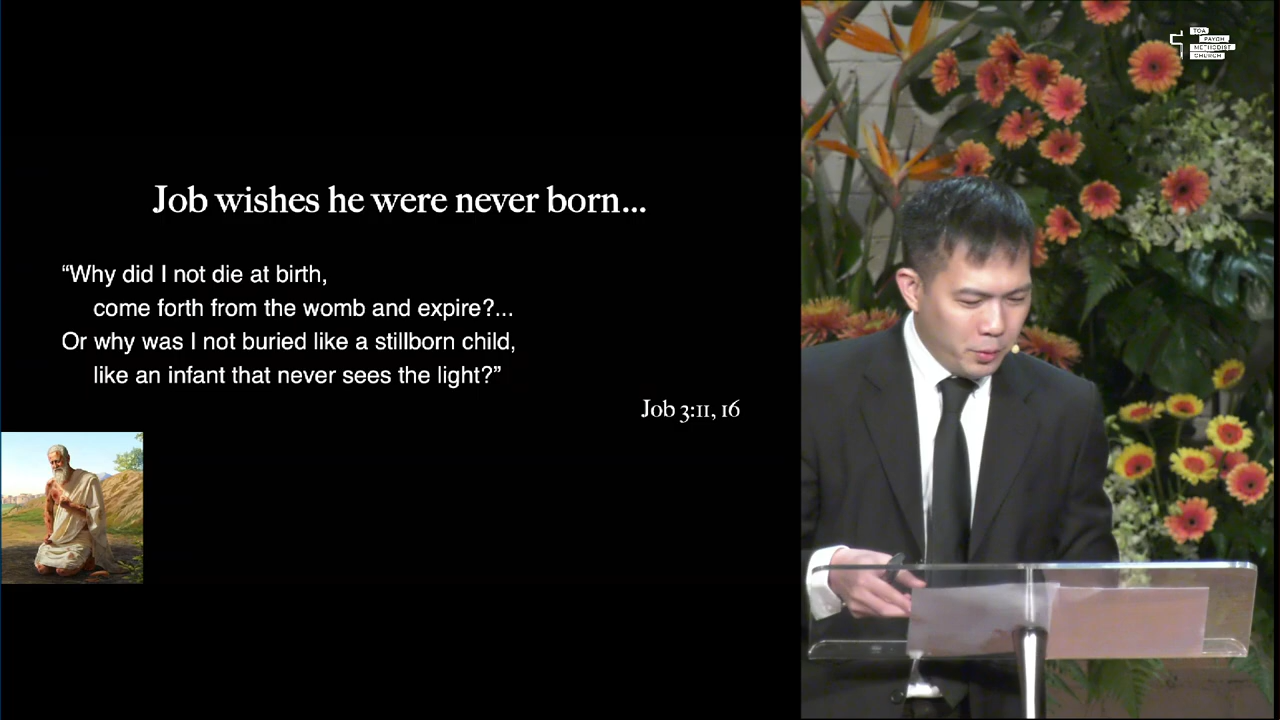 Job wishes he were never born...
“Why did I not die at birth,
come forth from the womb and expire?...
Or why was I not buried like a stillborn child,
like an infant that never sees the light?”
Job 3:11, 16
TOA
PAYOH
METHODIST
CHURCH